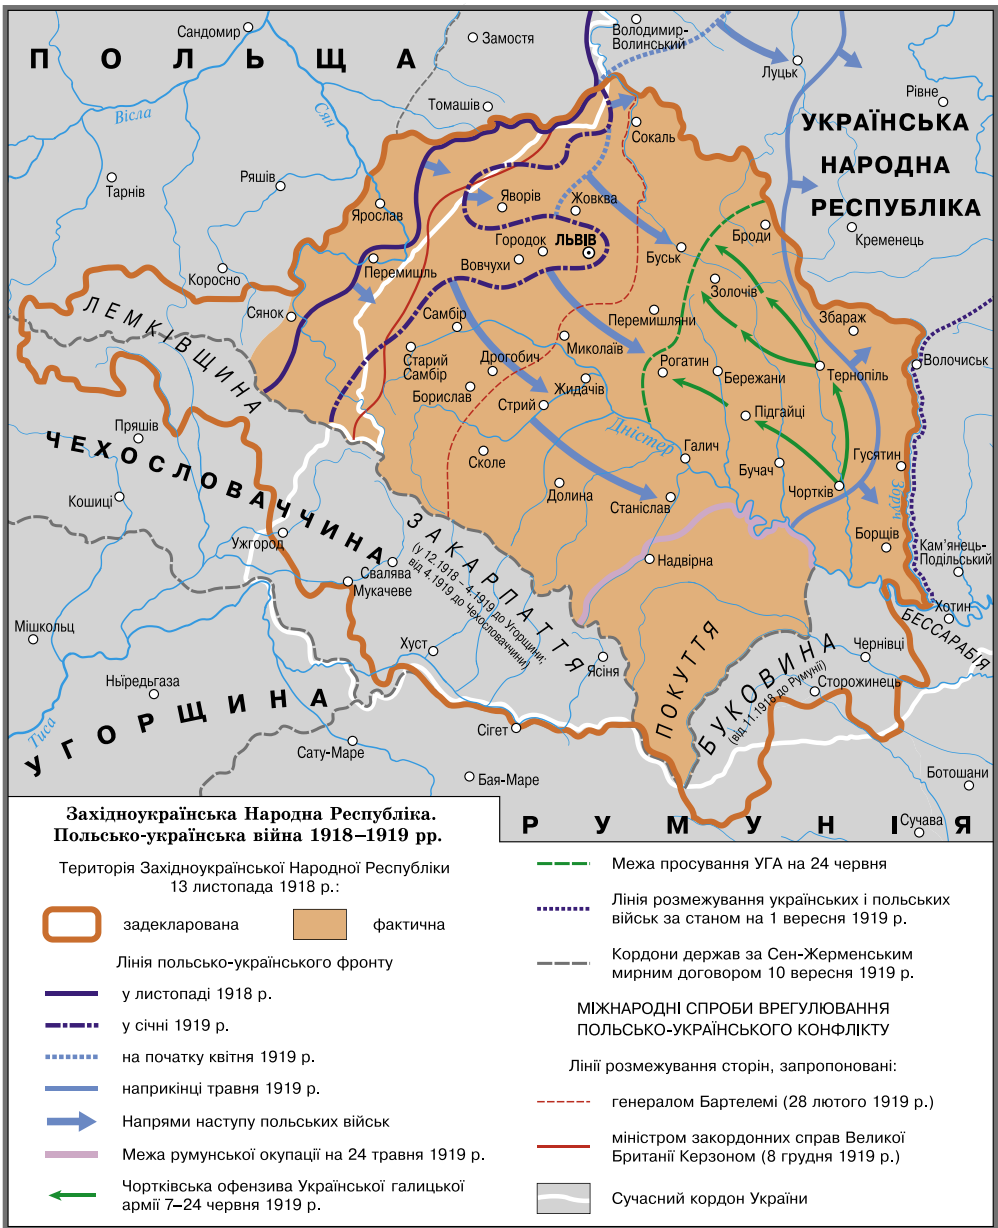 ПОЛЬЩА
Сандомир
Замостя
Володимир-
Волинський
Луцьк
Рівне
Томашів
Сян
Вісла
Сокаль
УКРАЇНСЬКА
НАРОДНА
РЕСПУБЛІКА
Тарнів
Ряшів
Ярослав
Яворів
Жовква
Броди
Кременець
Городок
ЛЬВІВ
Вовчухи
Буськ
Перемишль
Коросно
Золочів
ЛЕМКІВЩИНА
Сянок
Самбір
Перемишляни
Збараж
Миколаїв
Старий
Самбір
Дрогобич
Борислав
Жидачів
Рогатин
Бережани
Тернопіль
Волочиськ
Стрий
Підгайці
Пряшів
Дністер
ЧЕХОСЛОВАЧЧИНА
Сколе
Галич
Бучач
Гусятин
Кошиці
Долина
Станіслав
Чортків
Збруч
Ужгород
ЗАКАРПАТТЯ
(у 12.1918 – 4.1919 до Угорщини;
від 4.1919 до Чехословаччини)
Надвірна
Борщів
Кам’янець-
Подільський
Свалява
Мукачеве
Хотин
БЕССАРАБІЯ
Мішкольц
Хуст
Ясіня
ПОКУТТЯ
БУКОВИНА
(від 11.1918 до Румунії)
Чернівці
Сторожинець
Ньїредьгаза
УГОРЩИНА
Тиса
Сігет
Сату-Маре
Бая-Маре
Ботошани
РУМУНІЯ
Сучава
Західноукраїнська Народна Республіка.
Польсько-українська війна 1918–1919 рр.
Територія Західноукраїнської Народної Республіки
13 листопада 1918 р.:
задекларована
фактична
Лінія польсько-українського фронту
у листопаді 1918 р.
у січні 1919 р.
на початку квітня 1919 р.
наприкінці травня 1919 р.
Напрями наступу польських військ
Межа румунської окупації на 24 травня 1919 р.
Чортківська офензива Української галицької
армії 7–24 червня 1919 р.
Межа просування УГА на 24 червня
Лінія розмежування українських і польських
військ за станом на 1 вересня 1919 р.
Кордони держав за Сен-Жерменським
мирним договором 10 вересня 1919 р.
МІЖНАРОДНІ СПРОБИ ВРЕГУЛЮВАННЯ
ПОЛЬСЬКО-УКРАЇНСЬКОГО КОНФЛІКТУ
Лінії розмежування сторін, запропоновані:
генералом Бартелемі (28 лютого 1919 р.)
міністром закордонних справ Великої
Британії Керзоном (8 грудня 1919 р.)
Сучасний кордон України